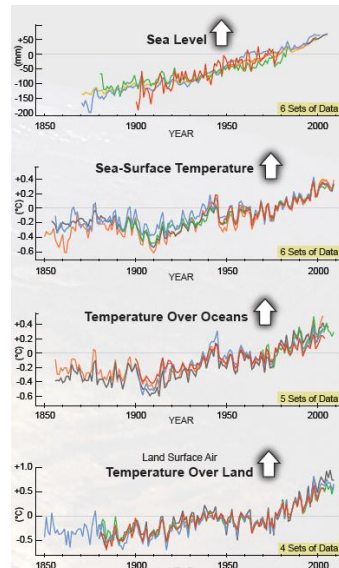 Sea Level
+50
0
-50
-100
-150
-200
(mm)
6 Sets of Data
1850
1900
1950
2000
YEAR
Sea-Surface Temperature
+0.4
+0.2
0
-0.2
-0.4
-0.6
(°C)
6 Sets of Data
1850
1900
1950
2000
YEAR
Temperature Over Oceans
+0.4
+0.2
0
-0.2
-0.4
-0.6
(°C)
5 Sets of Data
1850
1900
1950
2000
YEAR
Land Surface Air
Temperature Over Land
+1.0
+0.5
0
-0.5
(°C)
4 Sets of Data
1850
1900
1950
2000
YEAR